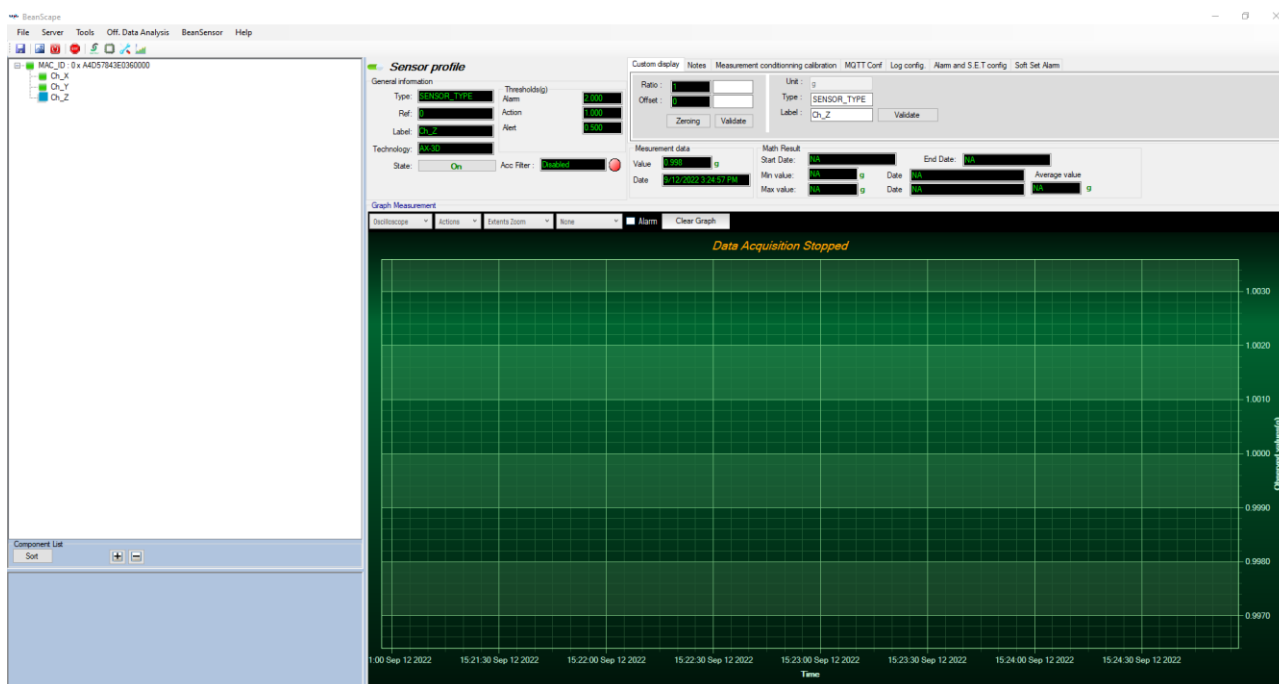 BeanScape
File Server Tools Off. Data Analysis BeanSensor Help
MAC_ID : 0 x A4D57843E0360000
Ch_X
Ch_Y
Ch_Z
Component List
Sort
Sensor profile
General information
Type: SENSOR_TYPE
Ref: 0
Label: Ch_Z
Technology: AX-3D
State: On
Thresholds(g)
Alarm 2.000
Action 1.000
Alert 0.500
Acc Filter : Disabled
Custom display Notes Measurement conditionning calibration MQTT Conf Log config. Alarm and S.E.T config Soft Set Alarm
Ratio : 1
Offset : 0
Zeroing Validate
Unit : g
Type : SENSOR_TYPE
Label : Ch_Z Validate
Mesurement data
Value 0.998 g
Date 9/12/2022 3:24:57 PM
Math Result
Start Date: NA End Date: NA
Min value: NA g Date NA Average value
Max value: NA g Date NA NA g
Graph Measurement
Oscilloscope Actions Extents Zoom None Alarm Clear Graph
Data Acquisition Stopped
1.0030
1.0020
1.0010
1.0000
0.9990
0.9980
0.9970
1:00 Sep 12 2022 15:21:30 Sep 12 2022 15:22:00 Sep 12 2022 15:22:30 Sep 12 2022 15:23:00 Sep 12 2022 15:23:30 Sep 12 2022 15:24:00 Sep 12 2022 15:24:30 Sep 12 2022
Time